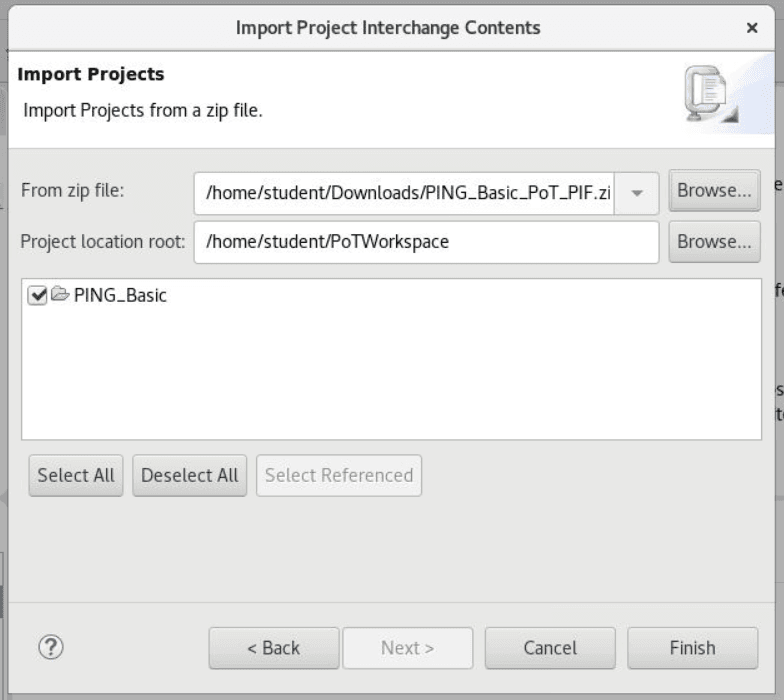 Import Project Interchange Contents
Import Projects
Import Projects from a zip file.
From zip file: /home/student/Downloads/PING_Basic_PoT_PIF.zi Browse...
Project location root: /home/student/PoTWorkspace Browse...
PING_Basic
Select All Deselect All Select Referenced
? < Back Next > Cancel Finish